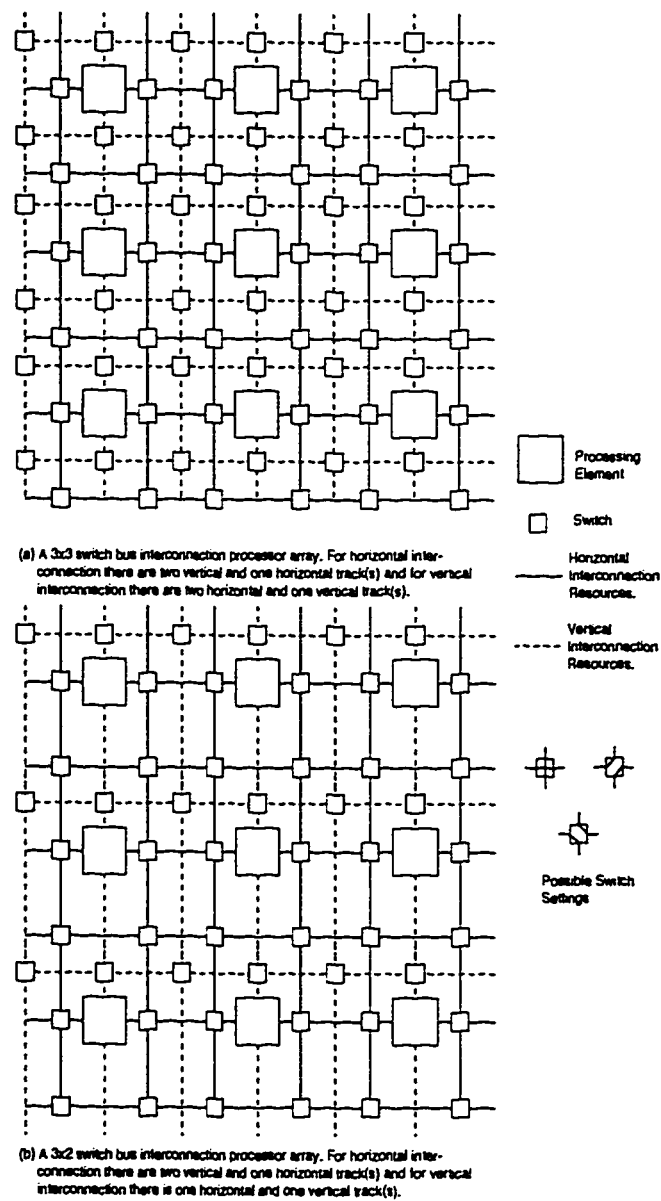 Processing
Element
Switch
Horizontal
Interconnection
Resources.
Vertical
Interconnection
Resources.
(a) A 3x3 switch bus interconnection processor array. For horizontal inter-
connection there are two vertical and one horizontal track(s) and for vertical
interconnection there are two horizontal and one vertical track(s).
Possible Switch
Settings
(b) A 3x2 switch bus interconnection processor array. For horizontal inter-
connection there are two vertical and one horizontal track(s) and for vertical
interconnection there is one horizontal and one vertical track(s).